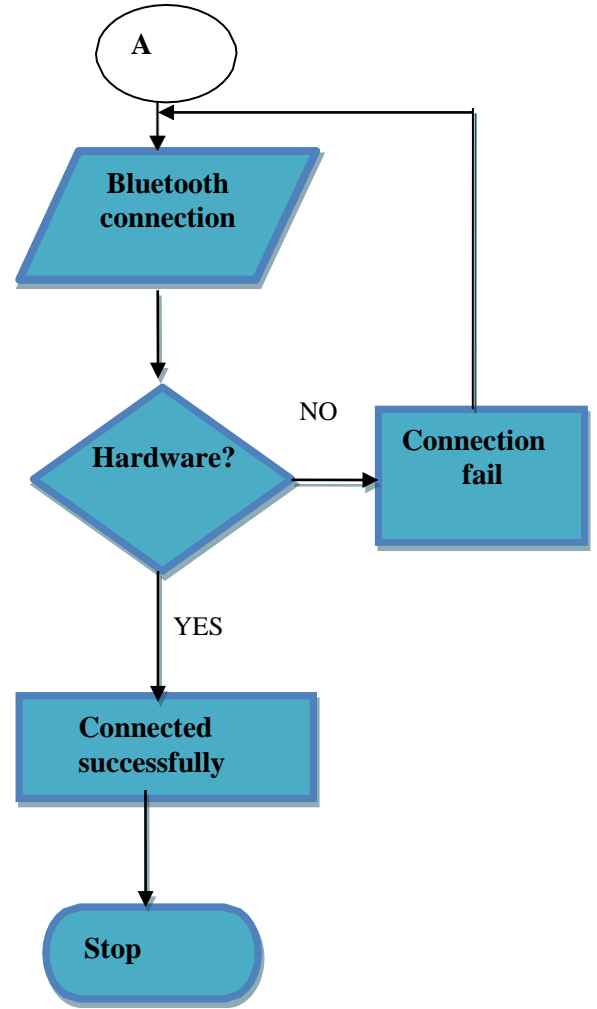 A
Bluetooth
connection
Hardware?
NO
Connection
fail
YES
Connected
successfully
Stop